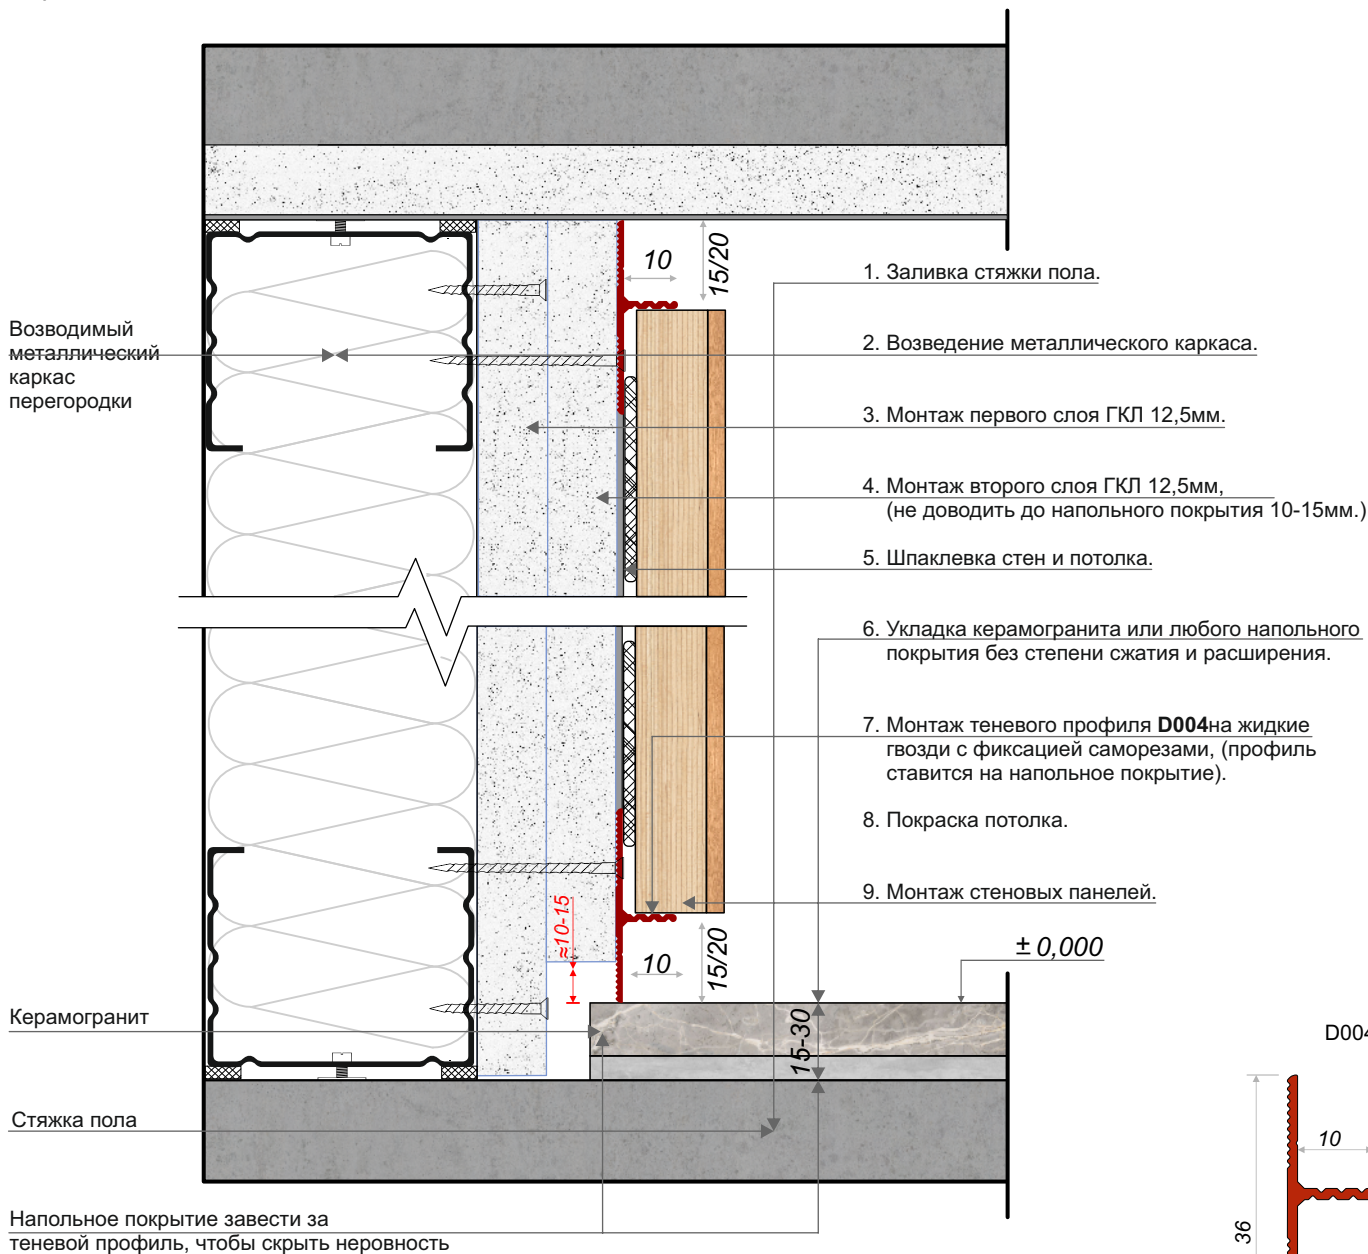 10
15/20
1. Заливка стяжки пола.
Возводимый
металлический
каркас
перегородки
2. Возведение металлического каркаса.
3. Монтаж первого слоя ГКЛ 12,5мм.
4. Монтаж второго слоя ГКЛ 12,5мм,
(не доводить до напольного покрытия 10-15мм.)
5. Шпаклевка стен и потолка.
6. Укладка керамогранита или любого напольного
покрытия без степени сжатия и расширения.
7. Монтаж теневого профиля D004на жидкие
гвозди с фиксацией саморезами, (профиль
ставится на напольное покрытие).
8. Покраска потолка.
9. Монтаж стеновых панелей.
≈10-15
10
15/20
± 0,000
Керамогранит
15-30
D004
Стяжка пола
10
36
Напольное покрытие завести за
теневой профиль, чтобы скрыть неровность